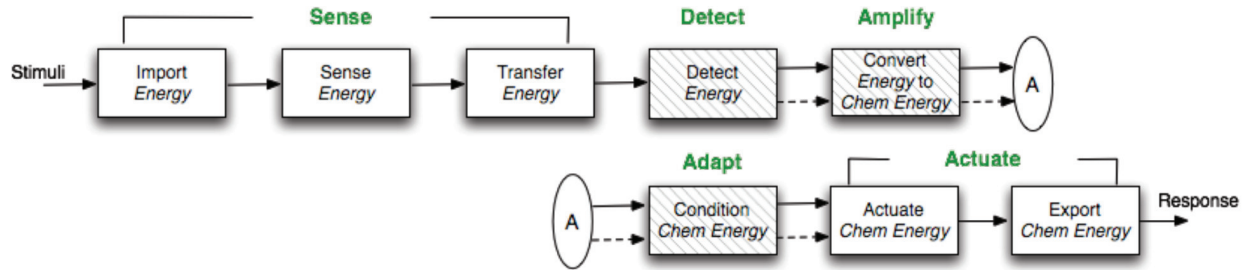 Sense
Detect
Amplify
Stimuli
Import
Energy
Sense
Energy
Transfer
Energy
Detect
Energy
Convert
Energy to
Chem Energy
A
Adapt
Actuate
A
Condition
Chem Energy
Actuate
Chem Energy
Export
Chem Energy
Response